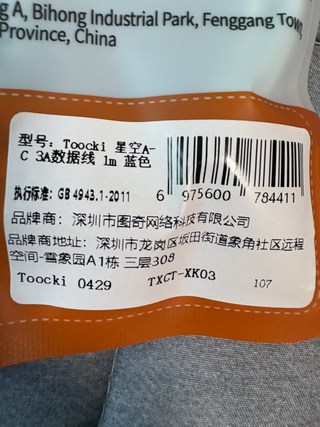 g A, Bihong Industrial Park, Fenggang Town
Province, China
型号：Toocki 星空A-
C 3A数据线 1m 蓝色
执行标准：GB 4943.1-2011
6 975600 784411
品牌商：深圳市图奇网络科技有限公司
品牌商地址：深圳市龙岗区坂田街道象角社区远程
空间-雪象园A1栋 三层308
Toocki 0429 TXCT-XK03 107